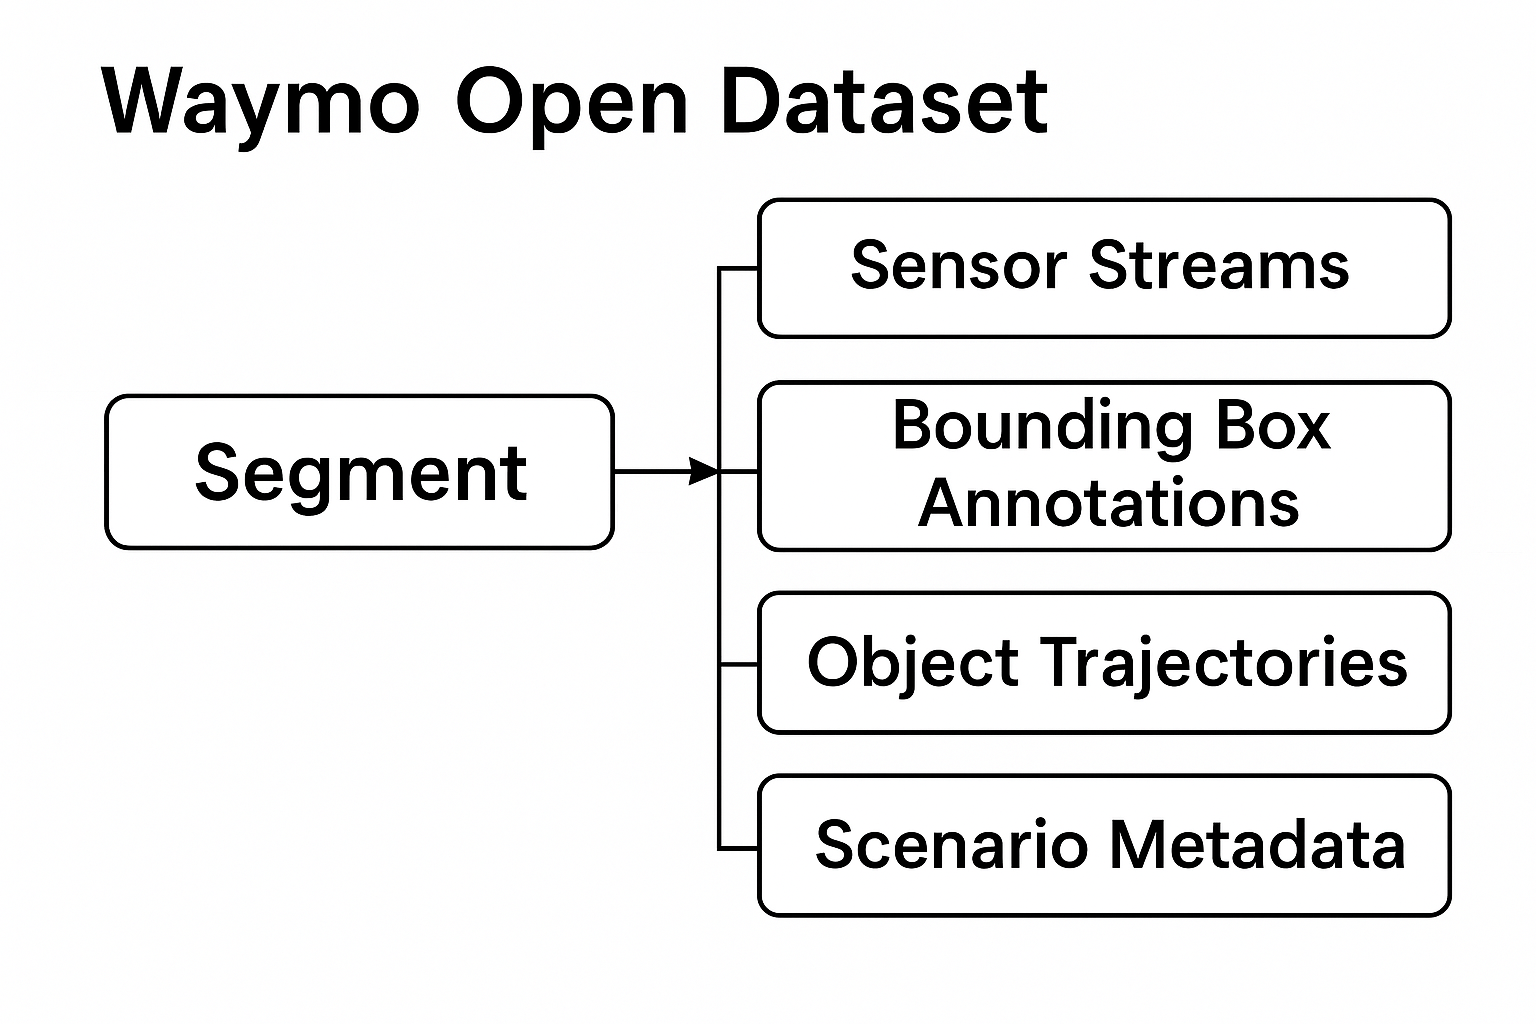 Waymo Open Dataset
Segment
Sensor Streams
Bounding Box
Annotations
Object Trajectories
Scenario Metadata